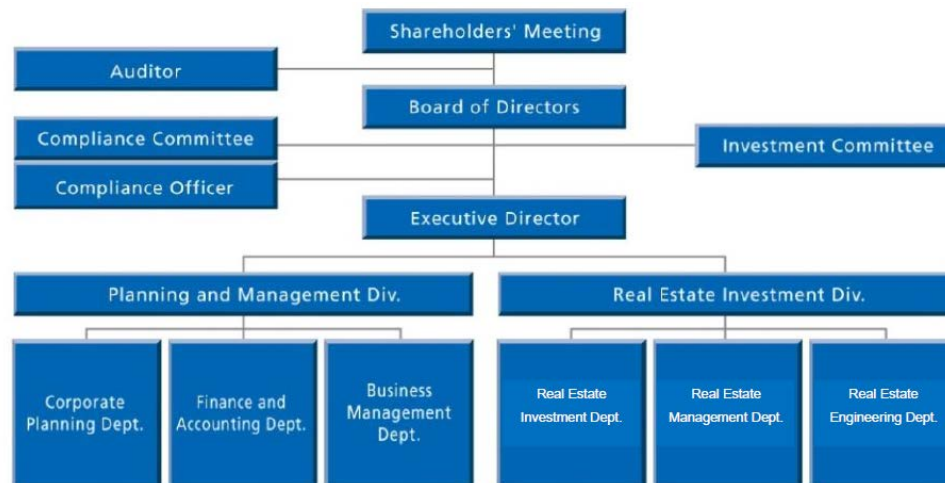 Shareholders' Meeting
Auditor
Board of Directors
Compliance Committee
Investment Committee
Compliance Officer
Executive Director
Planning and Management Div.
Real Estate Investment Div.
Corporate
Planning Dept.
Finance and
Accounting Dept.
Business
Management
Dept.
Real Estate
Investment Dept.
Real Estate
Management Dept.
Real Estate
Engineering Dept.